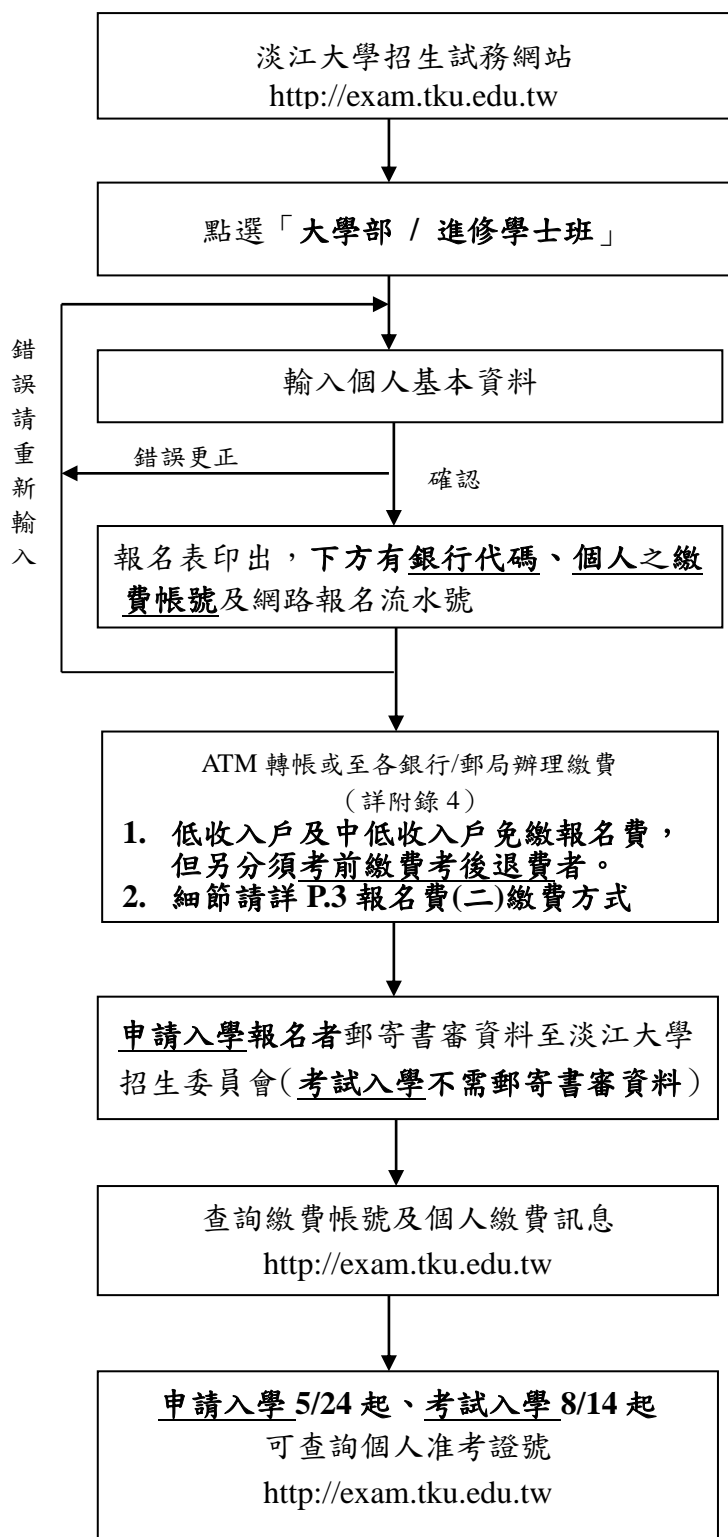 淡江大學招生試務網站
http://exam.tku.edu.tw
點選「大學部 / 進修學士班」
錯誤請重新輸入
輸入個人基本資料
錯誤更正
確認
報名表印出，下方有銀行代碼、個人之繳
費帳號及網路報名流水號
ATM 轉帳或至各銀行/郵局辦理繳費
（詳附錄 4）
1. 低收入戶及中低收入戶免繳報名費，
但另分須考前繳費考後退費者。
2. 細節請詳 P.3 報名費(二)繳費方式
申請入學報名者郵寄書審資料至淡江大學
招生委員會(考試入學不需郵寄書審資料)
查詢繳費帳號及個人繳費訊息
http://exam.tku.edu.tw
申請入學 5/24 起、考試入學 8/14 起
可查詢個人准考證號
http://exam.tku.edu.tw